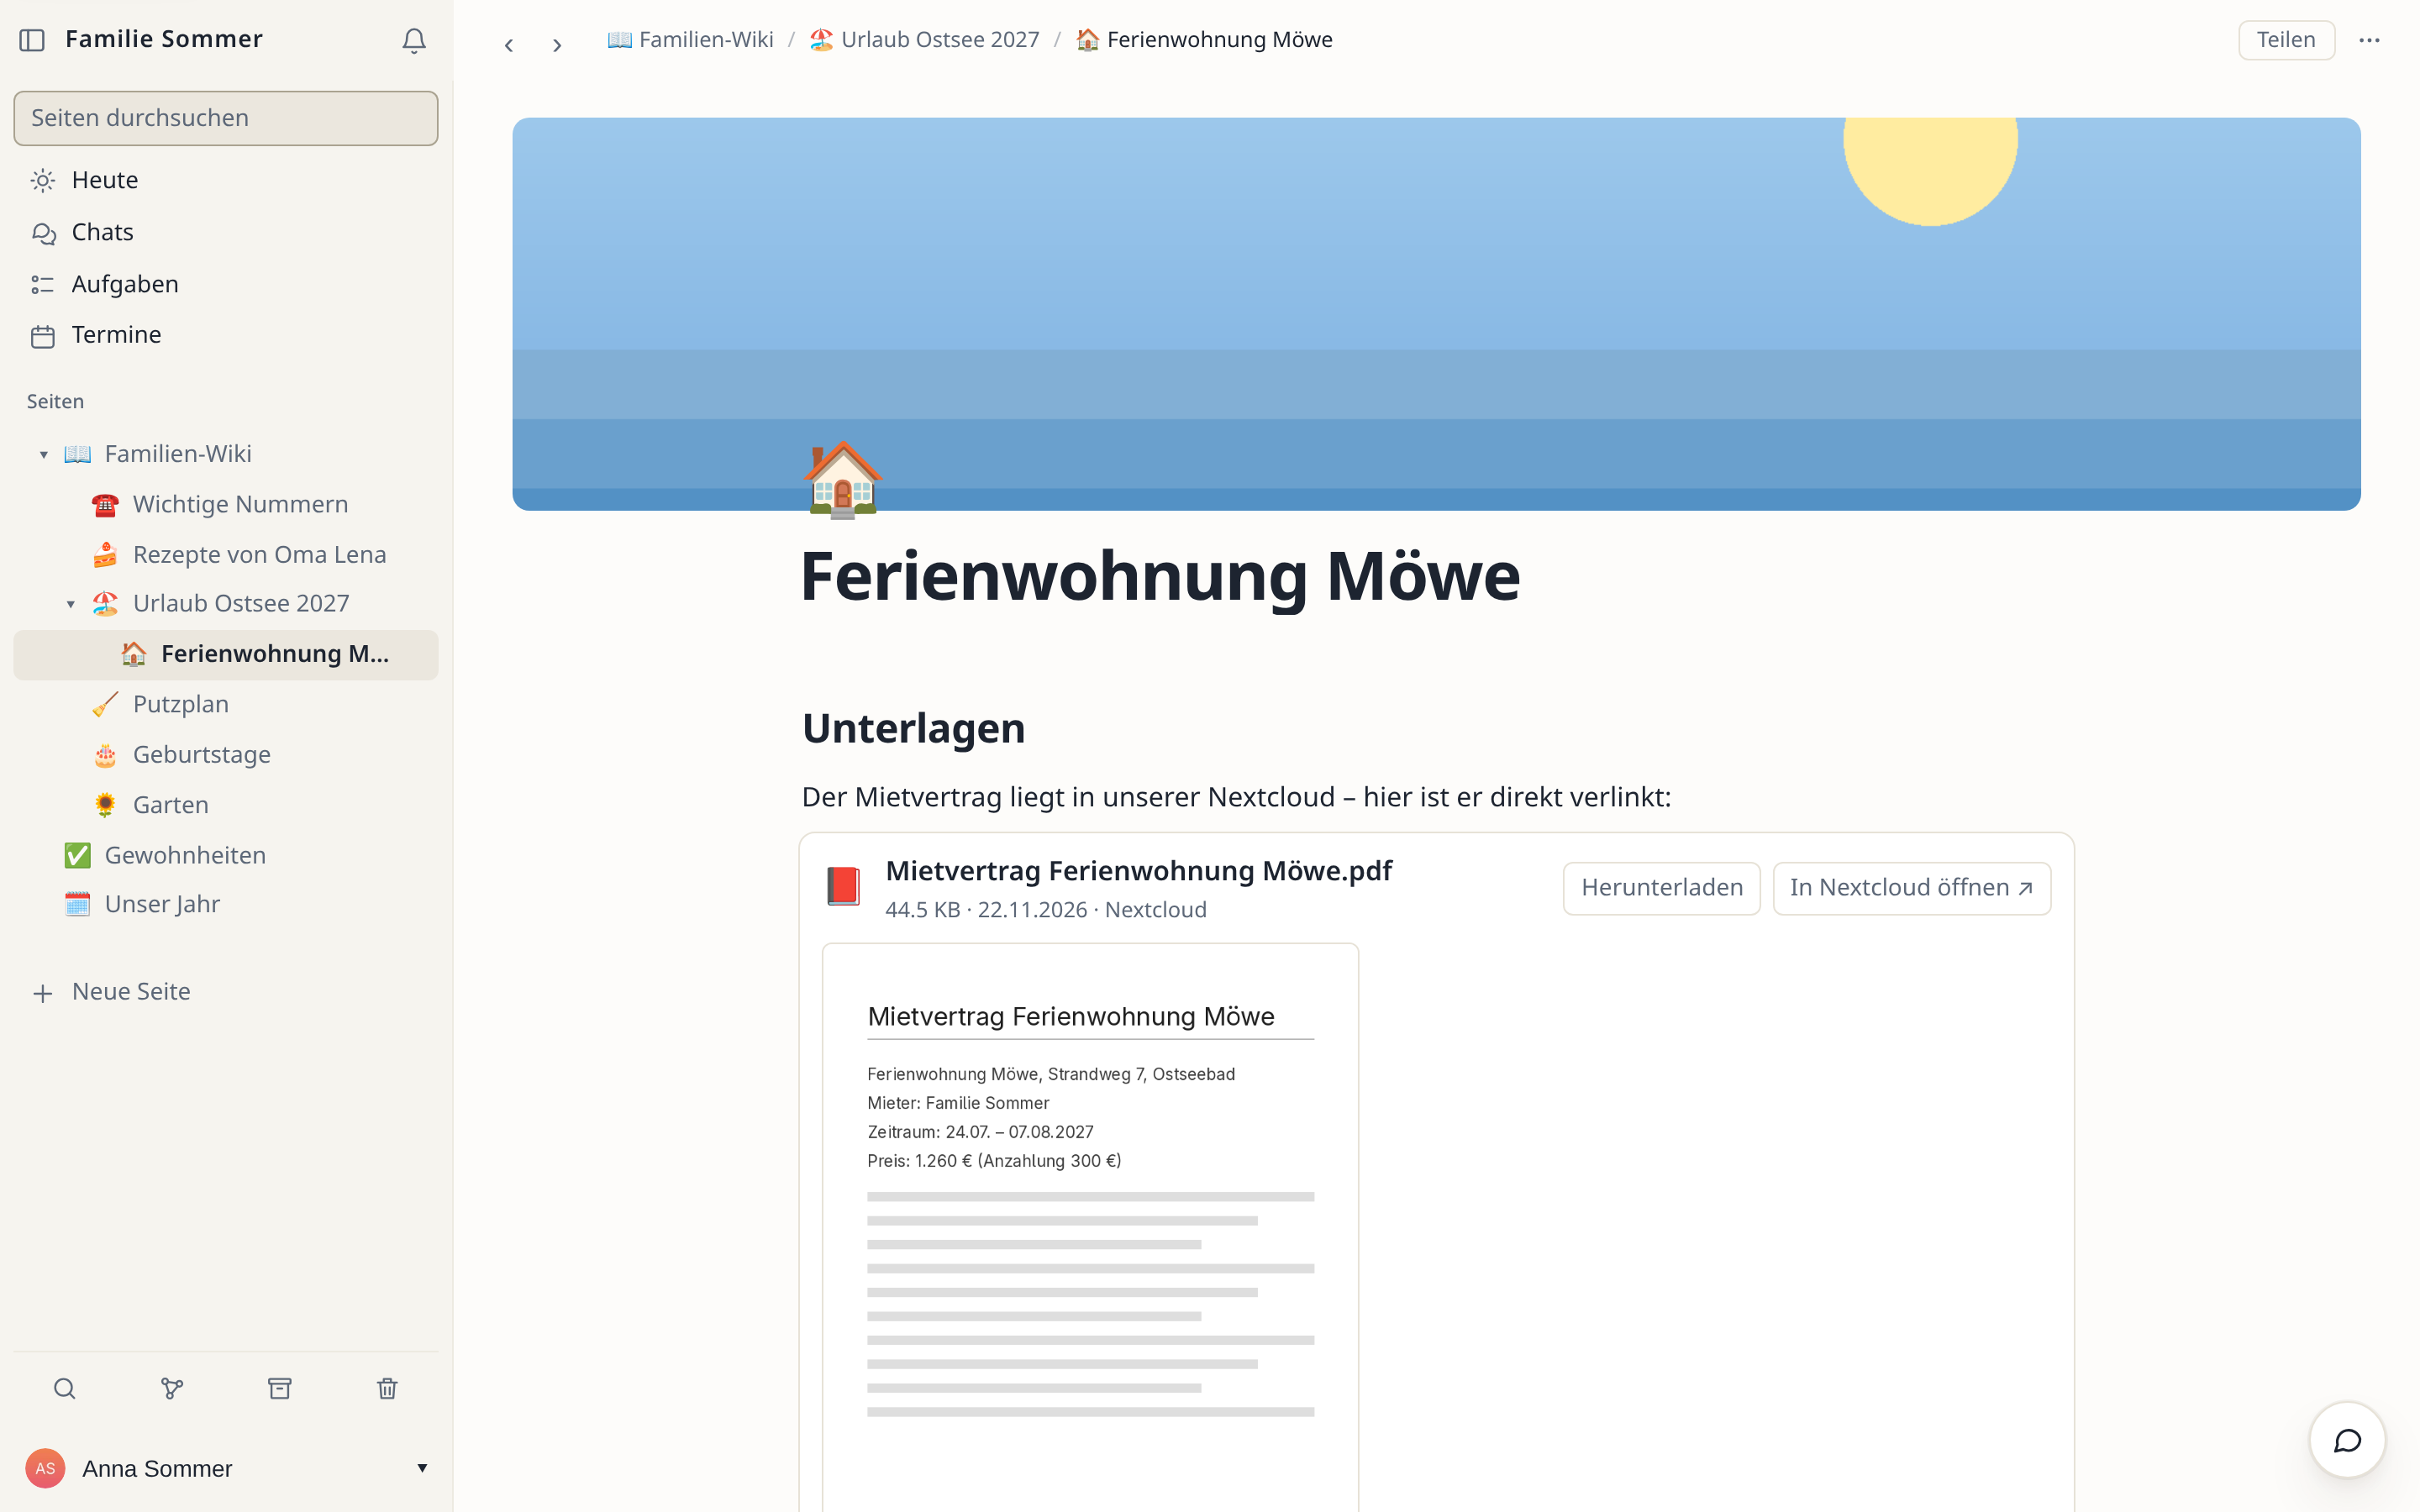 Familie Sommer
Seiten durchsuchen
Heute
Chats
Aufgaben
Termine
Seiten
Familien-Wiki
Wichtige Nummern
Rezepte von Oma Lena
Urlaub Ostsee 2027
Ferienwohnung M...
Putzplan
Geburtstage
Garten
Gewohnheiten
Unser Jahr
Neue Seite
AS Anna Sommer
Familien-Wiki / Urlaub Ostsee 2027 / Ferienwohnung Möwe
Teilen
Ferienwohnung Möwe
Unterlagen
Der Mietvertrag liegt in unserer Nextcloud – hier ist er direkt verlinkt:
Mietvertrag Ferienwohnung Möwe.pdf
44.5 KB · 22.11.2026 · Nextcloud
Herunterladen
In Nextcloud öffnen ↗
Mietvertrag Ferienwohnung Möwe
Ferienwohnung Möwe, Strandweg 7, Ostseebad
Mieter: Familie Sommer
Zeitraum: 24.07. – 07.08.2027
Preis: 1.260 € (Anzahlung 300 €)